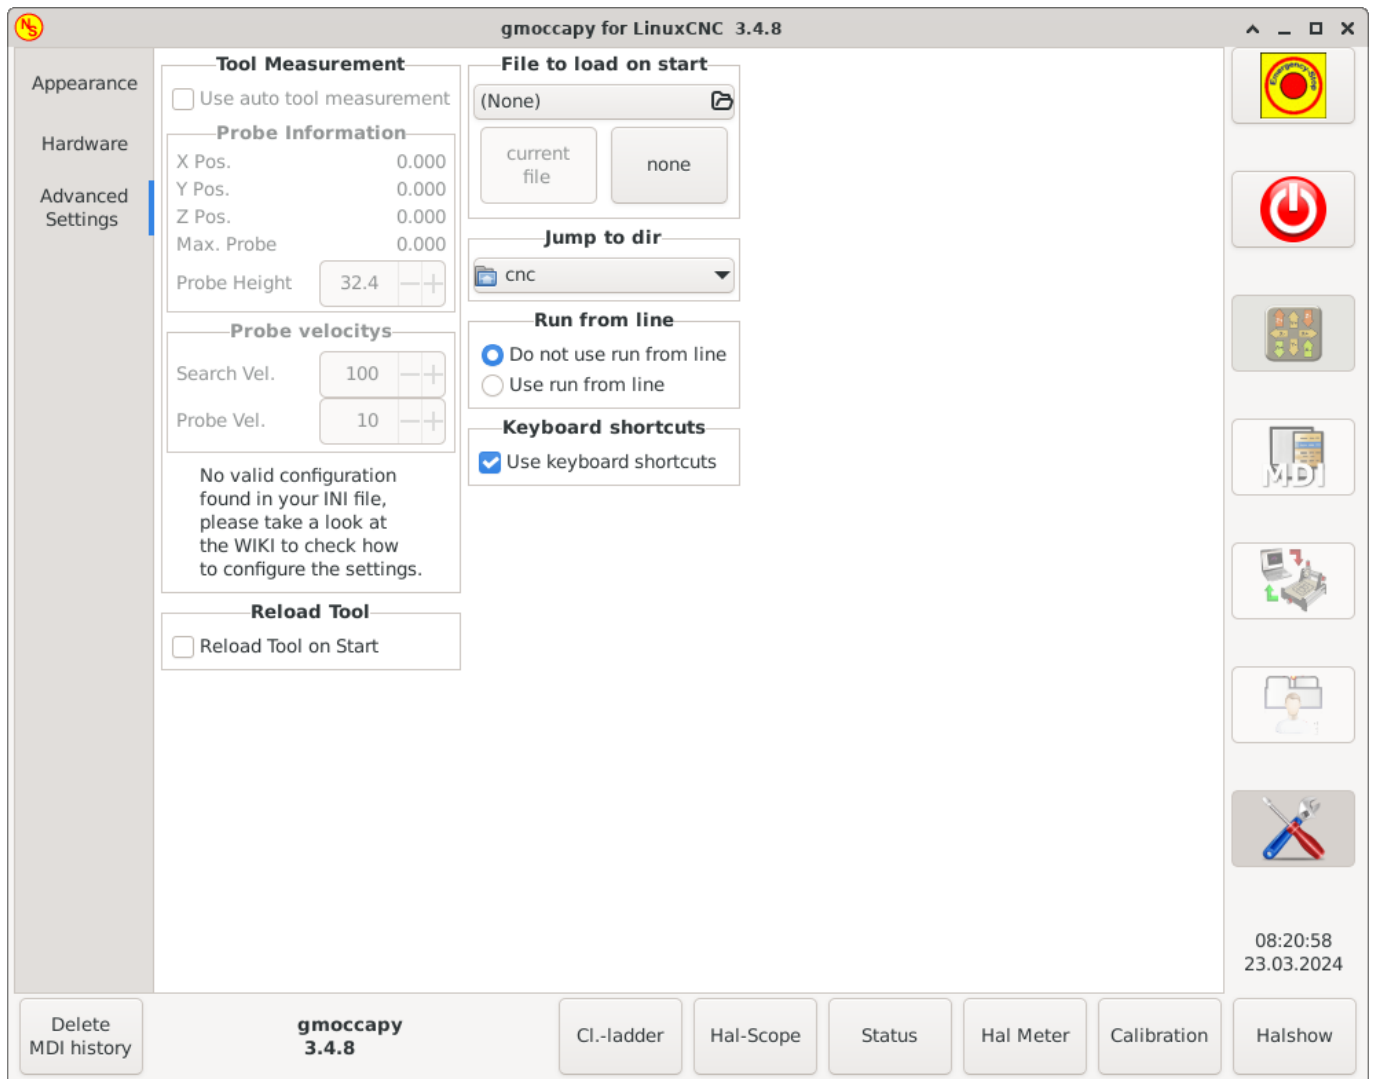 NS
gmoccapy for LinuxCNC 3.4.8
Appearance
Hardware
Advanced
Settings
Tool Measurement
Use auto tool measurement
Probe Information
X Pos. 0.000
Y Pos. 0.000
Z Pos. 0.000
Max. Probe 0.000
Probe Height 32.4
Probe velocitys
Search Vel. 100
Probe Vel. 10
No valid configuration
found in your INI file,
please take a look at
the WIKI to check how
to configure the settings.
Reload Tool
Reload Tool on Start
File to load on start
(None)
current
file
none
Jump to dir
cnc
Run from line
Do not use run from line
Use run from line
Keyboard shortcuts
Use keyboard shortcuts
Emergency-Stop
MDI
08:20:58
23.03.2024
Delete
MDI history
gmoccapy
3.4.8
Cl.-ladder
Hal-Scope
Status
Hal Meter
Calibration
Halshow